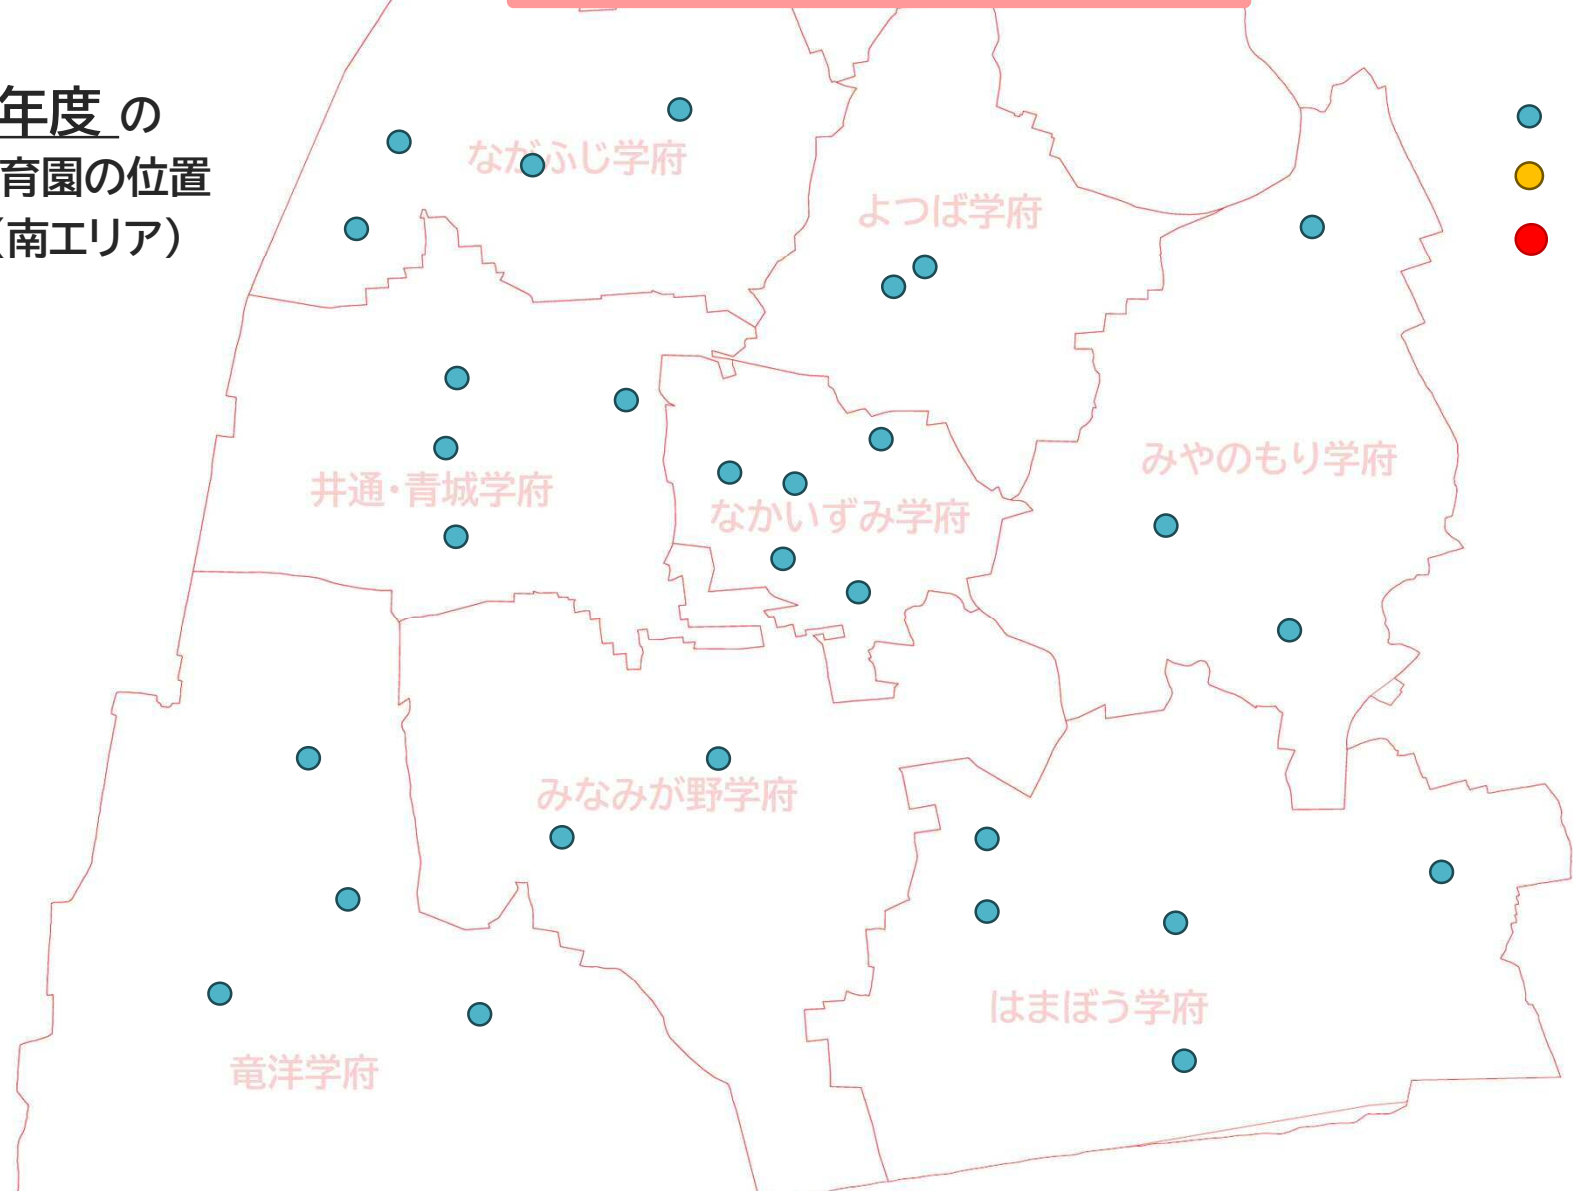 年度 の
育園の位置
（南エリア）
ながふじ学府
よつば学府
みやのもり学府
井通・青城学府
なかいずみ学府
みなみが野学府
はまぼう学府
竜洋学府